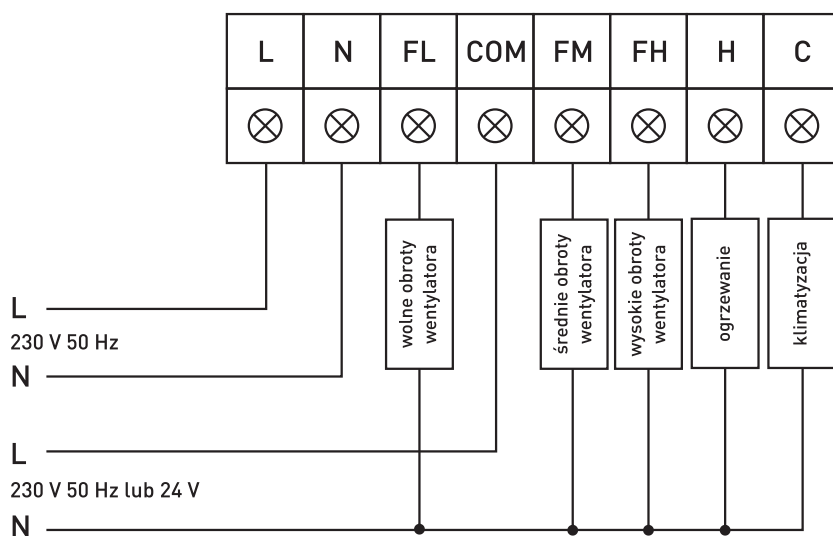 L N FL COM FM FH H C
wolne obroty
wentylatora
średnie obroty
wentylatora
wysokie obroty
wentylatora
ogrzewanie
klimatyzacja
L
230 V 50 Hz
N
L
230 V 50 Hz lub 24 V
N